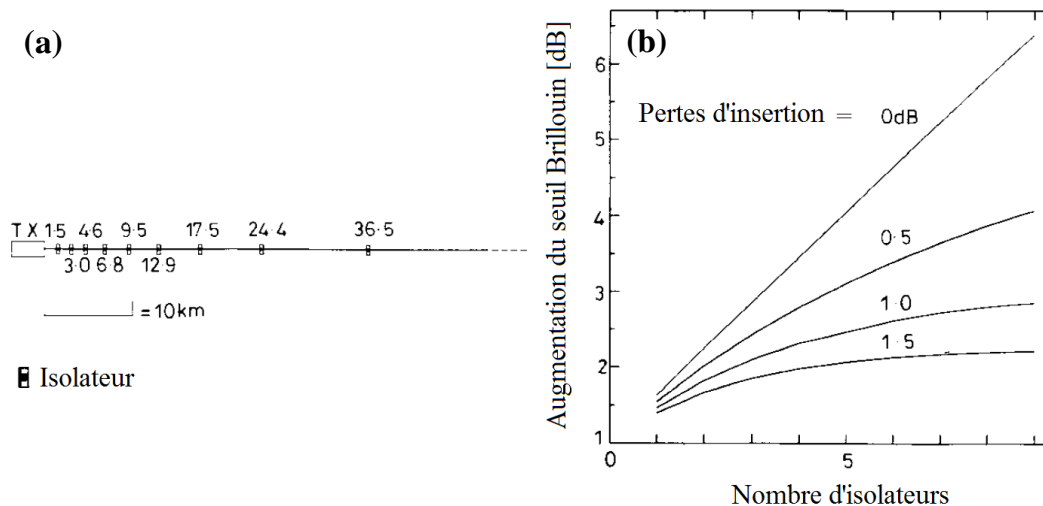 (a)
TX 1·5 4·6 9·5 17·5 24·4 36·5
3·0 6·8 12·9
= 10km
Isolateur
(b)
Augmentation du seuil Brillouin [dB]
6
5
4
3
2
1
Pertes d'insertion = 0dB
0·5
1·0
1·5
0 5
Nombre d'isolateurs